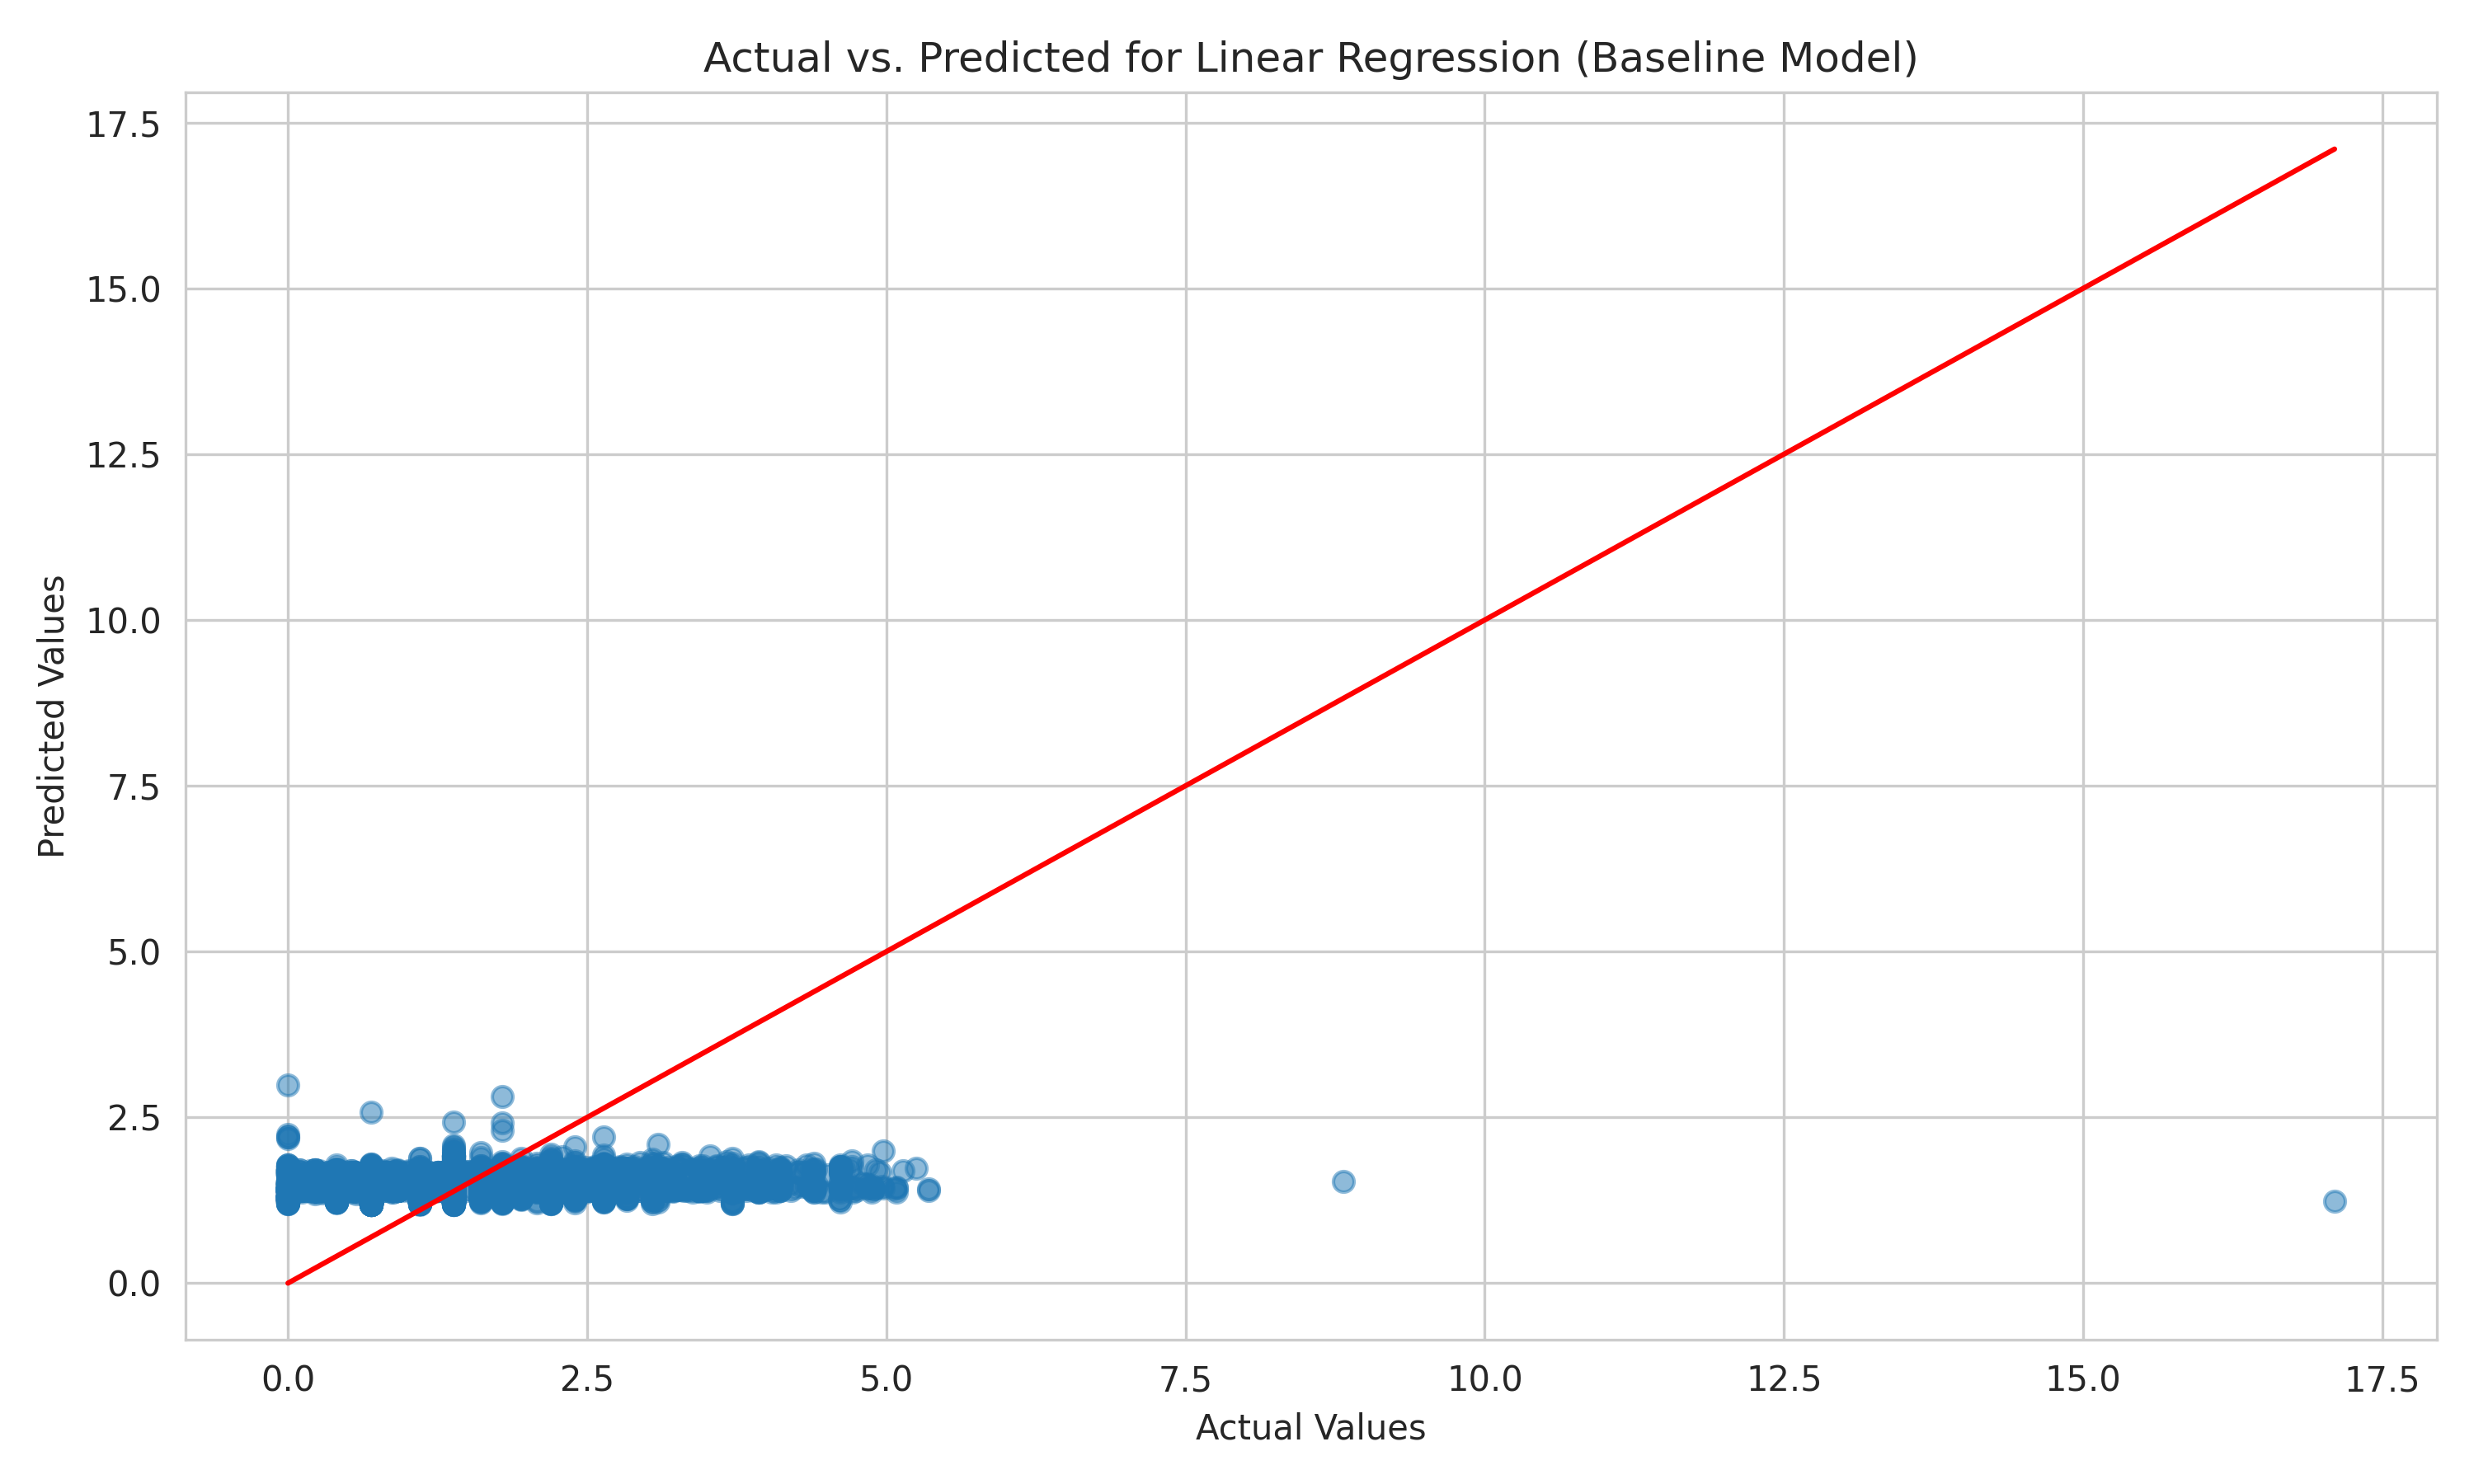 Actual vs. Predicted for Linear Regression (Baseline Model)
17.5
15.0
12.5
10.0
7.5
5.0
2.5
0.0
Predicted Values
0.0 2.5 5.0 7.5 10.0 12.5 15.0 17.5
Actual Values